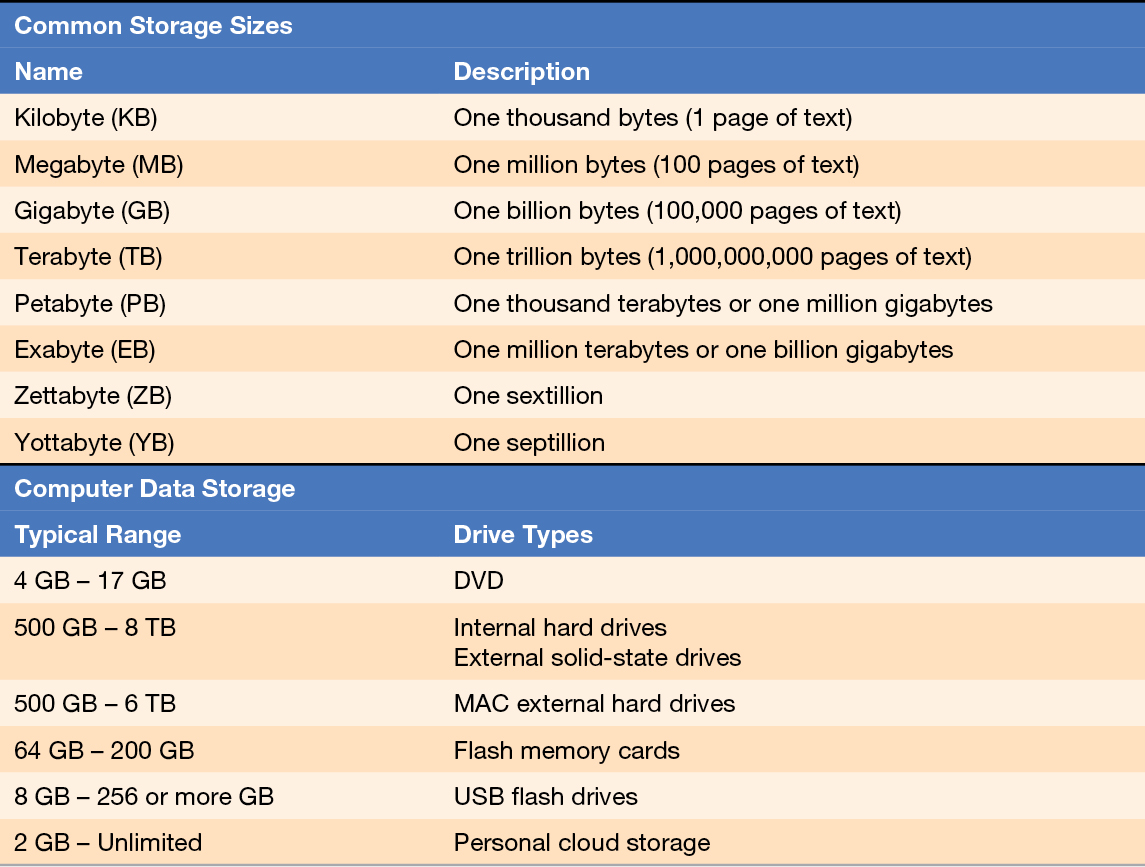 Common Storage Sizes
Name Description
Kilobyte (KB) One thousand bytes (1 page of text)
Megabyte (MB) One million bytes (100 pages of text)
Gigabyte (GB) One billion bytes (100,000 pages of text)
Terabyte (TB) One trillion bytes (1,000,000,000 pages of text)
Petabyte (PB) One thousand terabytes or one million gigabytes
Exabyte (EB) One million terabytes or one billion gigabytes
Zettabyte (ZB) One sextillion
Yottabyte (YB) One septillion
Computer Data Storage
Typical Range Drive Types
4 GB – 17 GB DVD
500 GB – 8 TB Internal hard drives
External solid-state drives
500 GB – 6 TB MAC external hard drives
64 GB – 200 GB Flash memory cards
8 GB – 256 or more GB USB flash drives
2 GB – Unlimited Personal cloud storage